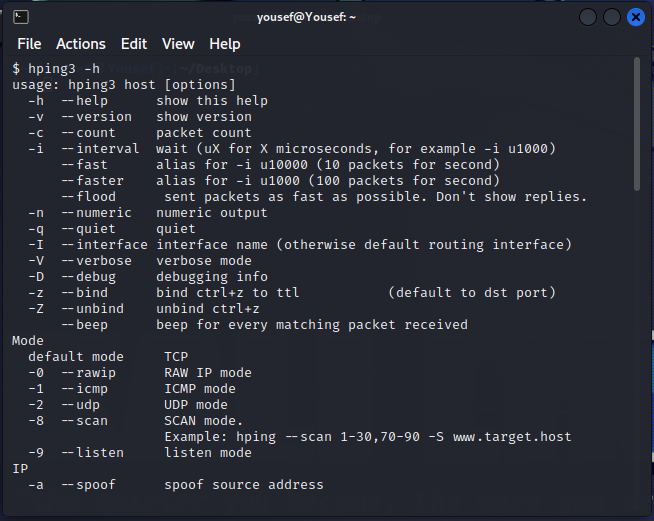 yousef@Yousef: ~
File Actions Edit View Help
$ hping3 -h
usage: hping3 host [options]
  -h  --help      show this help
  -v  --version   show version
  -c  --count     packet count
  -i  --interval  wait (uX for X microseconds, for example -i u1000)
      --fast      alias for -i u10000 (10 packets for second)
      --faster    alias for -i u1000 (100 packets for second)
      --flood      sent packets as fast as possible. Don't show replies.
  -n  --numeric   numeric output
  -q  --quiet     quiet
  -I  --interface interface name (otherwise default routing interface)
  -V  --verbose   verbose mode
  -D  --debug     debugging info
  -z  --bind      bind ctrl+z to ttl           (default to dst port)
  -Z  --unbind    unbind ctrl+z
      --beep      beep for every matching packet received
Mode
  default mode     TCP
  -0  --rawip      RAW IP mode
  -1  --icmp       ICMP mode
  -2  --udp        UDP mode
  -8  --scan       SCAN mode.
                   Example: hping --scan 1-30,70-90 -S www.target.host
  -9  --listen     listen mode
IP
  -a  --spoof      spoof source address